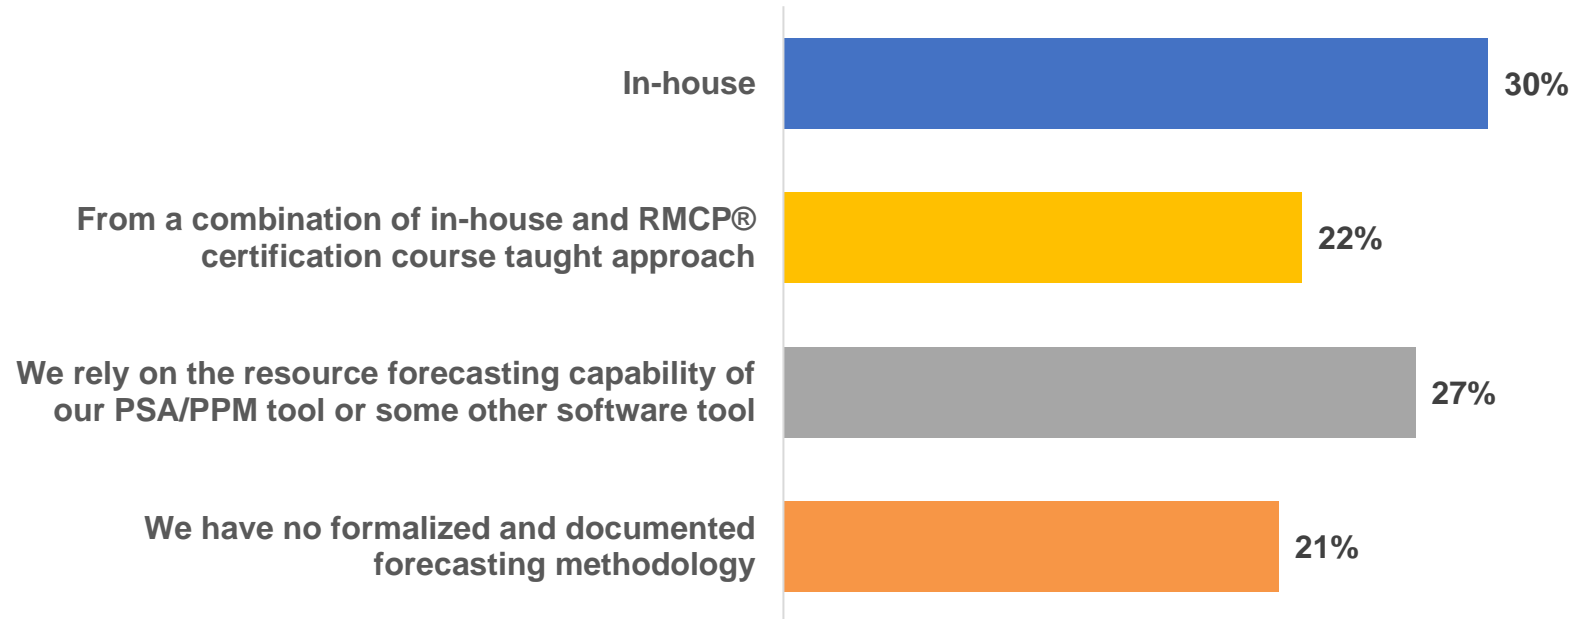 In-house
30%
From a combination of in-house and RMCP®
certification course taught approach
22%
We rely on the resource forecasting capability of
our PSA/PPM tool or some other software tool
27%
We have no formalized and documented
forecasting methodology
21%